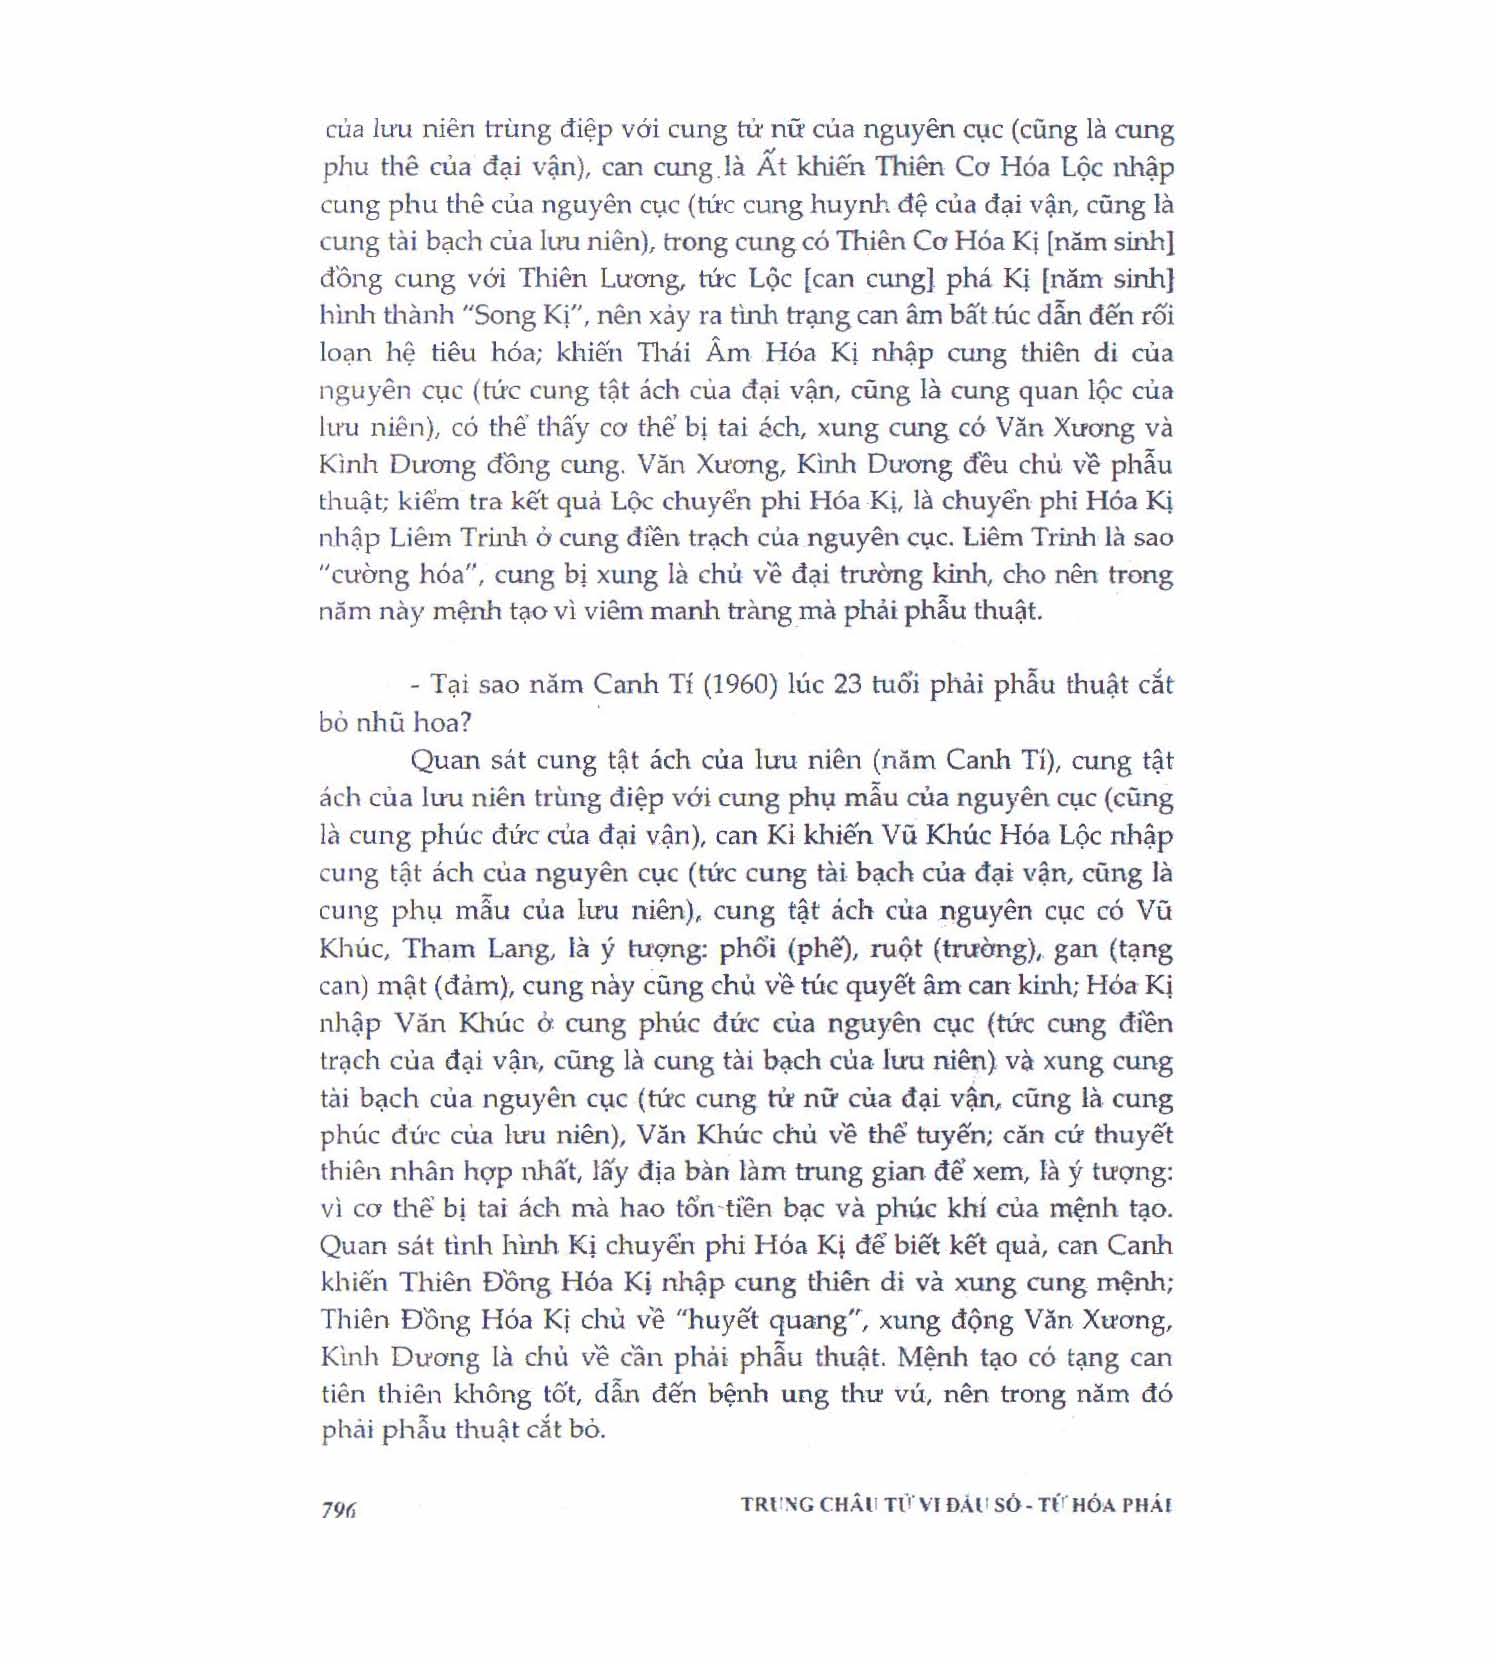 của lưu niên trùng điệp với cung tử nữ của nguyên cục (cũng là cung
phu thê của đại vận), can cung là Ất khiến Thiên Cơ Hóa Lộc nhập
cung phu thê của nguyên cục (tức cung huynh đệ của đại vận, cũng là
cung tài bạch của lưu niên), trong cung có Thiên Cơ Hóa Kị [năm sinh]
đồng cung với Thiên Lương, tức Lộc [can cung] phá Kị [năm sinh]
hình thành "Song Kị", nên xảy ra tình trạng can âm bất túc dẫn đến rối
loạn hệ tiêu hóa; khiến Thái Âm Hóa Kị nhập cung thiên di của
nguyên cục (tức cung tật ách của đại vận, cũng là cung quan lộc của
lưu niên), có thể thấy cơ thể bị tai ách, xung cung có Văn Xương và
Kình Dương đồng cung. Văn Xương, Kình Dương đều chủ về phẫu
thuật; kiểm tra kết quả Lộc chuyển phi Hóa Kị, là chuyển phi Hóa Kị
nhập Liêm Trinh ở cung điền trạch của nguyên cục. Liêm Trinh là sao
"cường hóa", cung bị xung là chủ về đại trường kinh, cho nên trong
năm này mệnh tạo vì viêm manh tràng mà phải phẫu thuật.
- Tại sao năm Canh Tí (1960) lúc 23 tuổi phải phẫu thuật cắt
bỏ nhũ hoa?
Quan sát cung tật ách của lưu niên (năm Canh Tí), cung tật
ách của lưu niên trùng điệp với cung phụ mẫu của nguyên cục (cũng
là cung phúc đức của đại vận), can Kỉ khiến Vũ Khúc Hóa Lộc nhập
cung tật ách của nguyên cục (tức cung tài bạch của đại vận, cũng là
cung phụ mẫu của lưu niên), cung tật ách của nguyên cục có Vũ
Khúc, Tham Lang, là ý tượng: phổi (phế), ruột (trường), gan (tạng
can) mật (đảm), cung này cũng chủ về túc quyết âm can kinh; Hóa Kị
nhập Văn Khúc ở cung phúc đức của nguyên cục (tức cung điền
trạch của đại vận, cũng là cung tài bạch của lưu niên) và xung cung
tài bạch của nguyên cục (tức cung tử nữ của đại vận, cũng là cung
phúc đức của lưu niên), Văn Khúc chủ về thể tuyến; căn cứ thuyết
thiên nhân hợp nhất, lấy địa bàn làm trung gian để xem, là ý tượng:
vì cơ thể bị tai ách mà hao tổn tiền bạc và phúc khí của mệnh tạo.
Quan sát tình hình Kị chuyển phi Hóa Kị để biết kết quả, can Canh
khiến Thiên Đồng Hóa Kị nhập cung thiên di và xung cung mệnh;
Thiên Đồng Hóa Kị chủ về "huyết quang", xung động Văn Xương,
Kình Dương là chủ về cần phải phẫu thuật. Mệnh tạo có tạng can
tiên thiên không tốt, dẫn đến bệnh ung thư vú, nên trong năm đó
phải phẫu thuật cắt bỏ.
796
TRUNG CHÂU TỬ VI ĐẨU SỐ - TỨ HÓA PHÁI